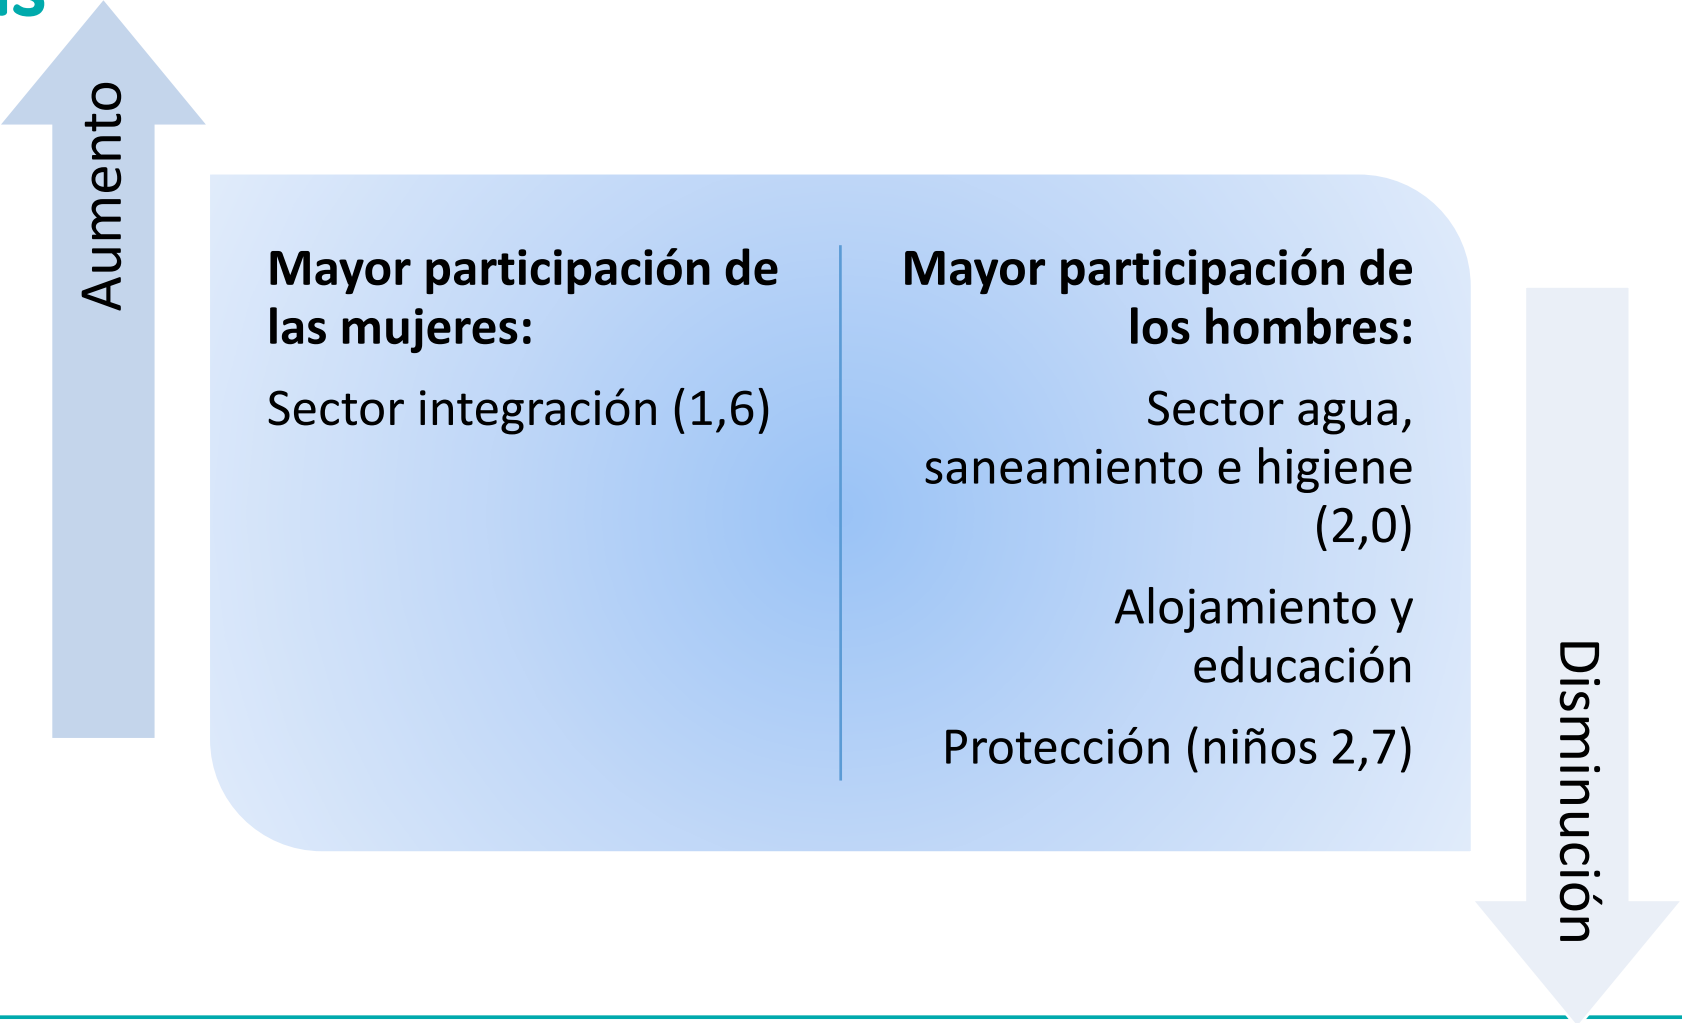 Aumento
Mayor participación de
las mujeres:
Sector integración (1,6)
Mayor participación de
los hombres:
Sector agua,
saneamiento e higiene
(2,0)
Alojamiento y
educación
Protección (niños 2,7)
Disminución